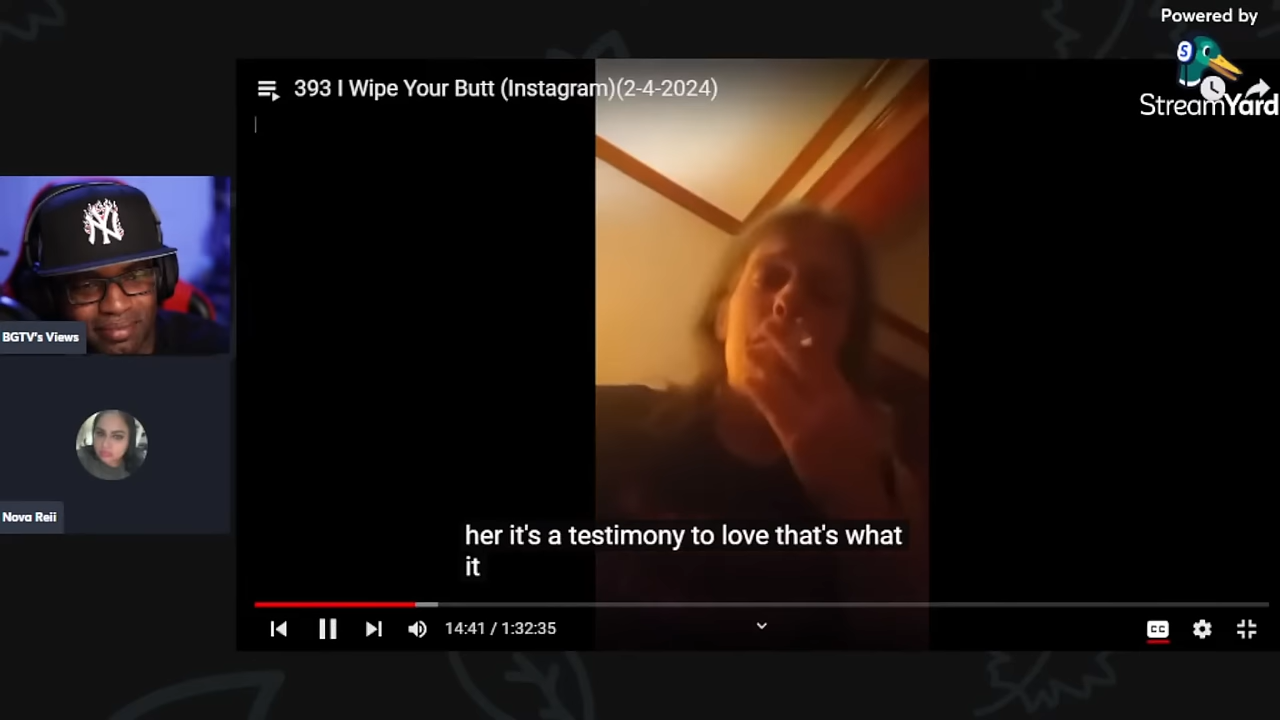 Powered by
S
StreamYard
393 I Wipe Your Butt (Instagram)(2-4-2024)
NY
BGTV's Views
Nova Reii
her it's a testimony to love that's what
it
14:41 / 1:32:35
CC